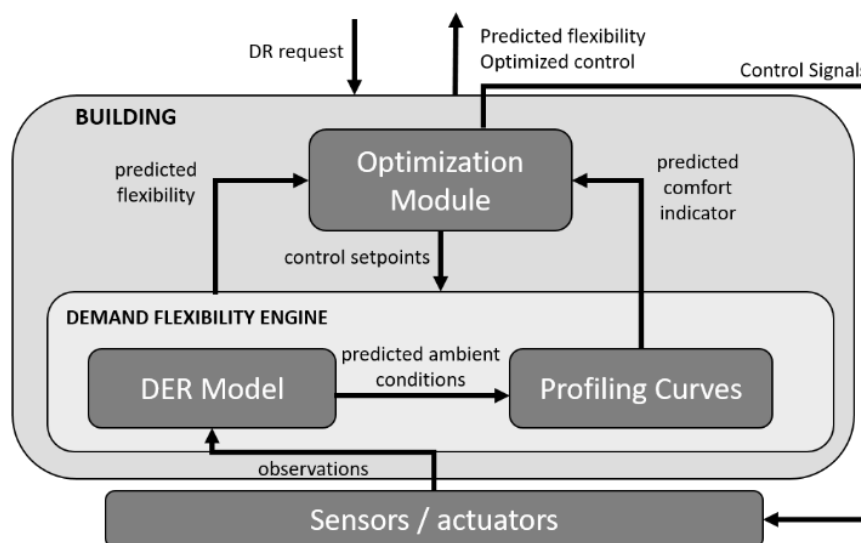 DR request
Predicted flexibility
Optimized control
Control Signals
BUILDING
predicted
flexibility
Optimization
Module
predicted
comfort
indicator
control setpoints
DEMAND FLEXIBILITY ENGINE
DER Model
predicted ambient
conditions
Profiling Curves
observations
Sensors / actuators